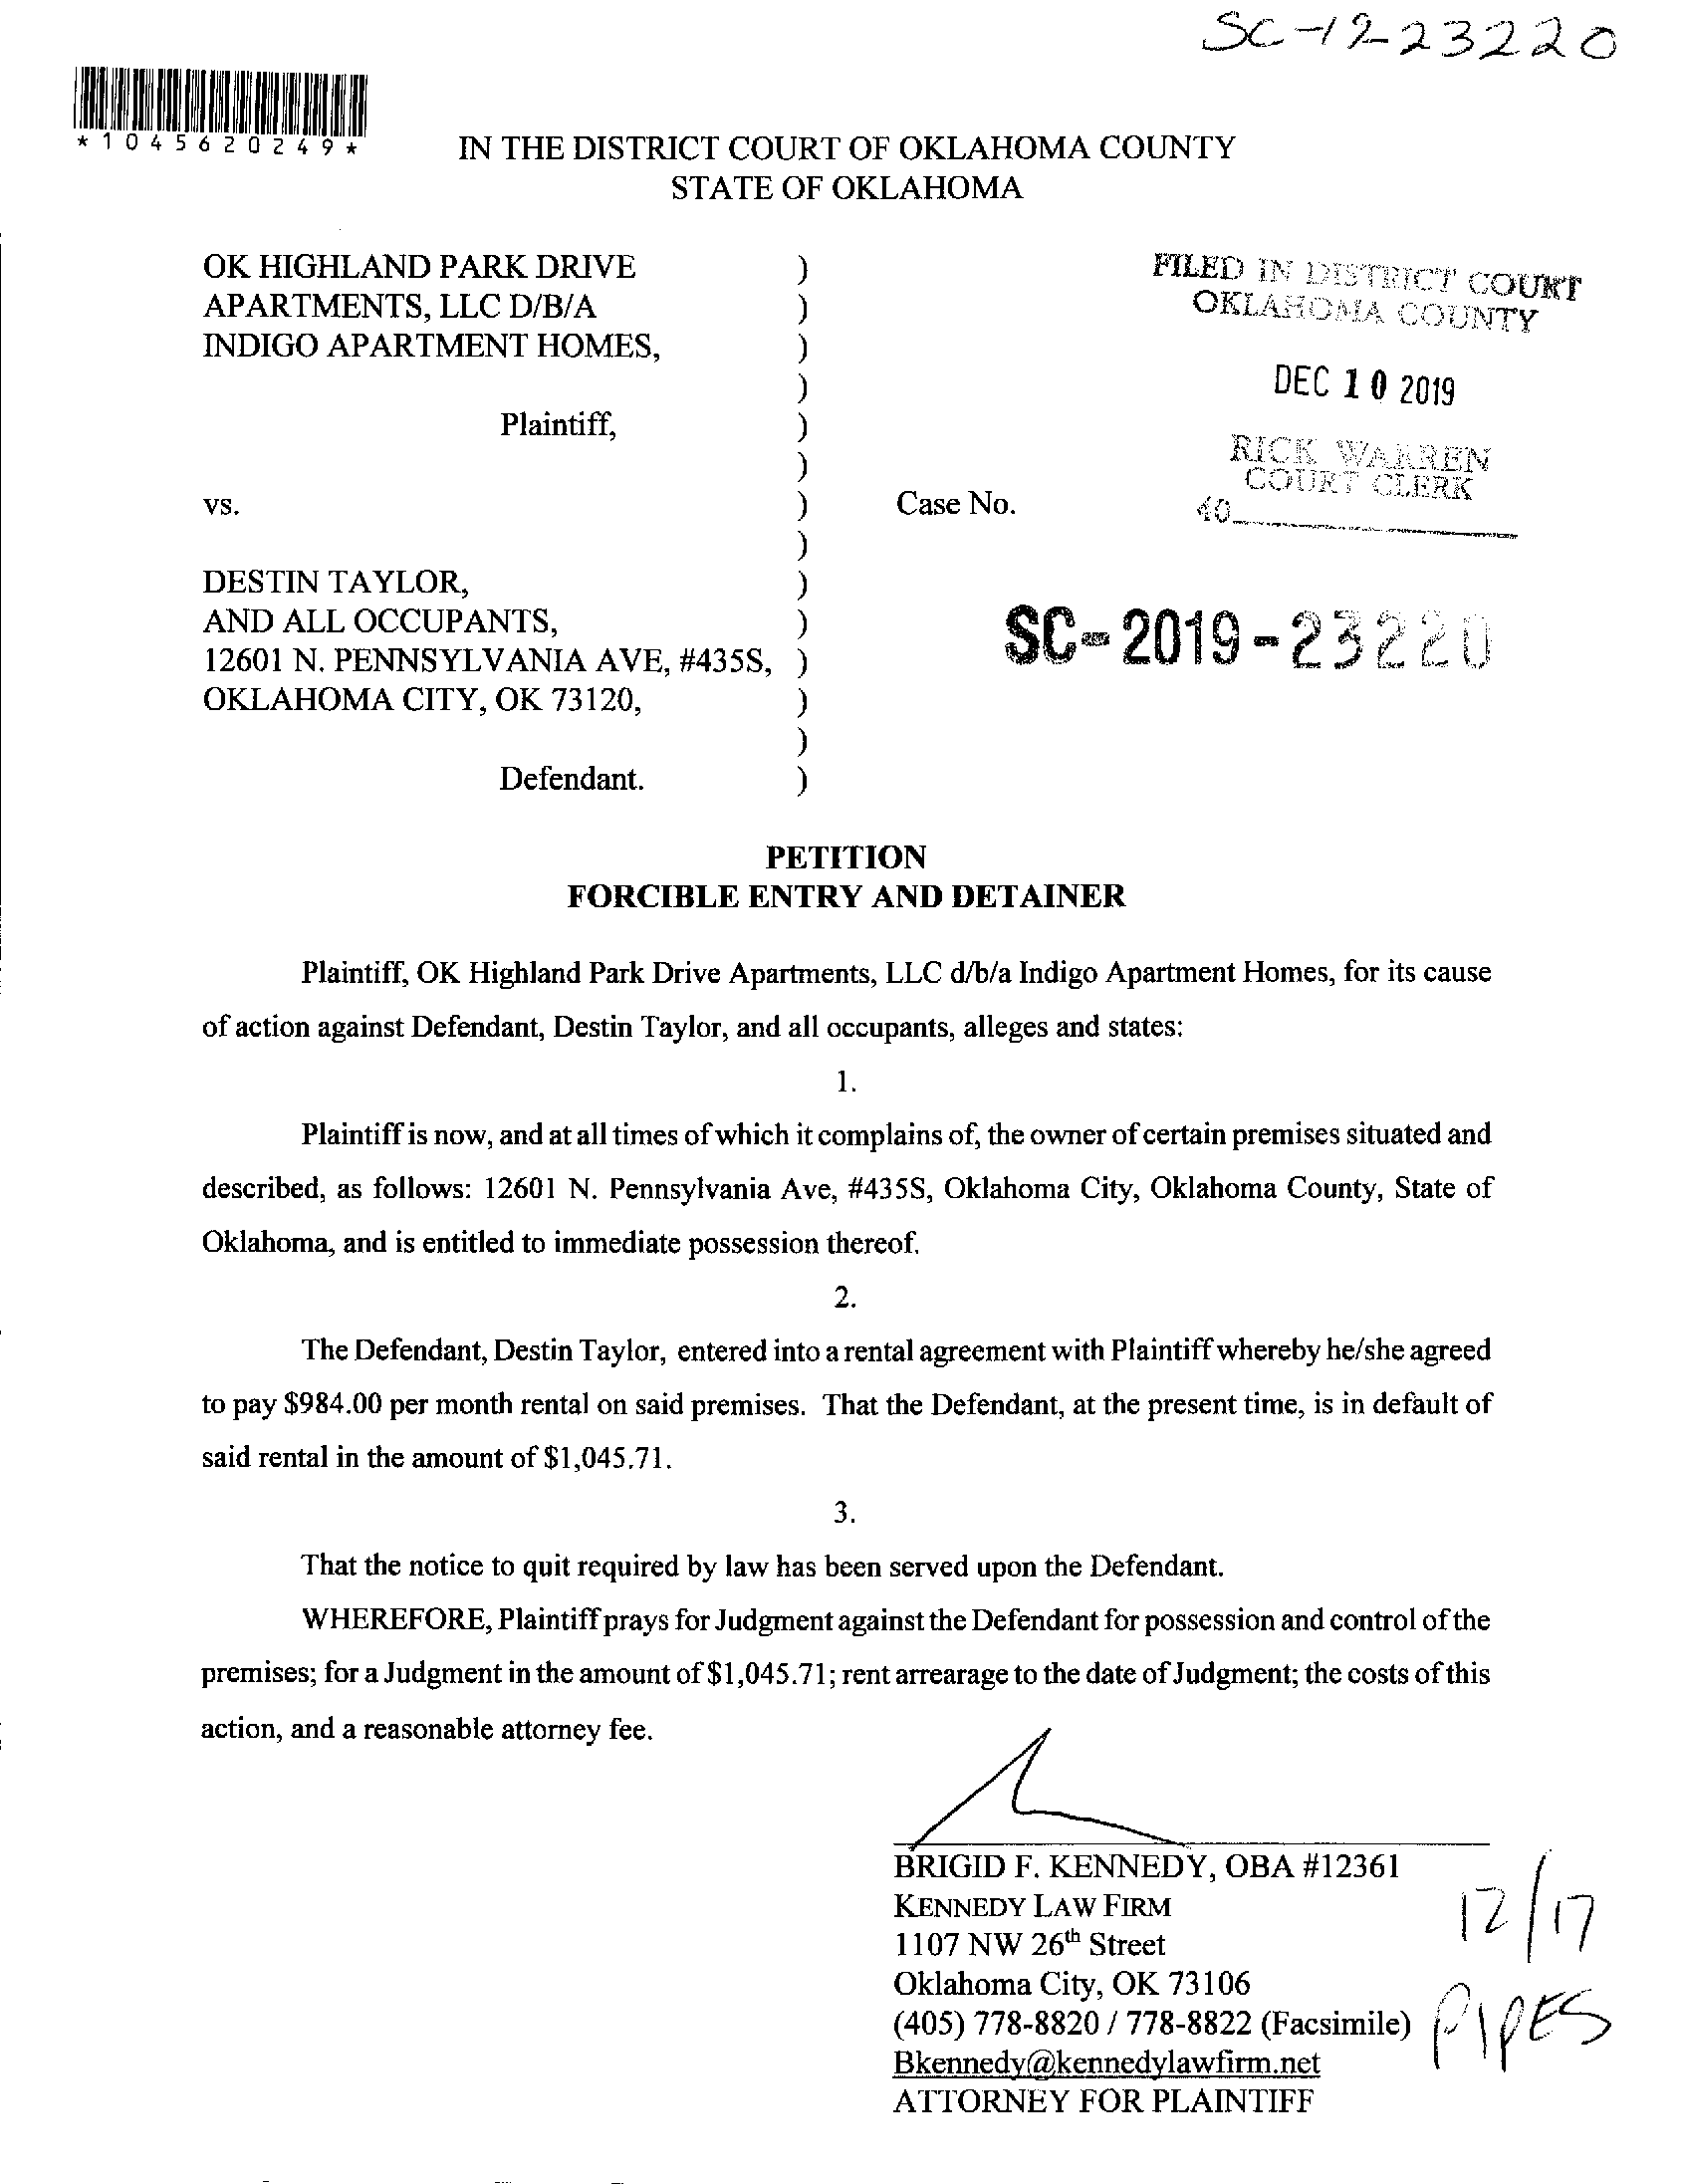 SC-19-23220
*1045620249*
IN THE DISTRICT COURT OF OKLAHOMA COUNTY
STATE OF OKLAHOMA
OK HIGHLAND PARK DRIVE )
APARTMENTS, LLC D/B/A )
INDIGO APARTMENT HOMES, )
)
Plaintiff, )
)
vs. ) Case No.
)
DESTIN TAYLOR, )
AND ALL OCCUPANTS, )
12601 N. PENNSYLVANIA AVE, #435S, )
OKLAHOMA CITY, OK 73120, )
)
Defendant. )
FILED IN DISTRICT COURT
OKLAHOMA COUNTY
DEC 10 2019
RICK WARREN
COURT CLERK
40
SC-2019-23220
PETITION
FORCIBLE ENTRY AND DETAINER
Plaintiff, OK Highland Park Drive Apartments, LLC d/b/a Indigo Apartment Homes, for its cause
of action against Defendant, Destin Taylor, and all occupants, alleges and states:
1.
Plaintiff is now, and at all times of which it complains of, the owner of certain premises situated and
described, as follows: 12601 N. Pennsylvania Ave, #435S, Oklahoma City, Oklahoma County, State of
Oklahoma, and is entitled to immediate possession thereof.
2.
The Defendant, Destin Taylor, entered into a rental agreement with Plaintiff whereby he/she agreed
to pay $984.00 per month rental on said premises. That the Defendant, at the present time, is in default of
said rental in the amount of $1,045.71.
3.
That the notice to quit required by law has been served upon the Defendant.
WHEREFORE, Plaintiff prays for Judgment against the Defendant for possession and control of the
premises; for a Judgment in the amount of $1,045.71; rent arrearage to the date of Judgment; the costs of this
action, and a reasonable attorney fee.
BRIGID F. KENNEDY, OBA #12361
KENNEDY LAW FIRM
1107 NW 26th Street
Oklahoma City, OK 73106
(405) 778-8820 / 778-8822 (Facsimile)
Bkennedy@kennedylawfirm.net
ATTORNEY FOR PLAINTIFF
12/17
PIPES